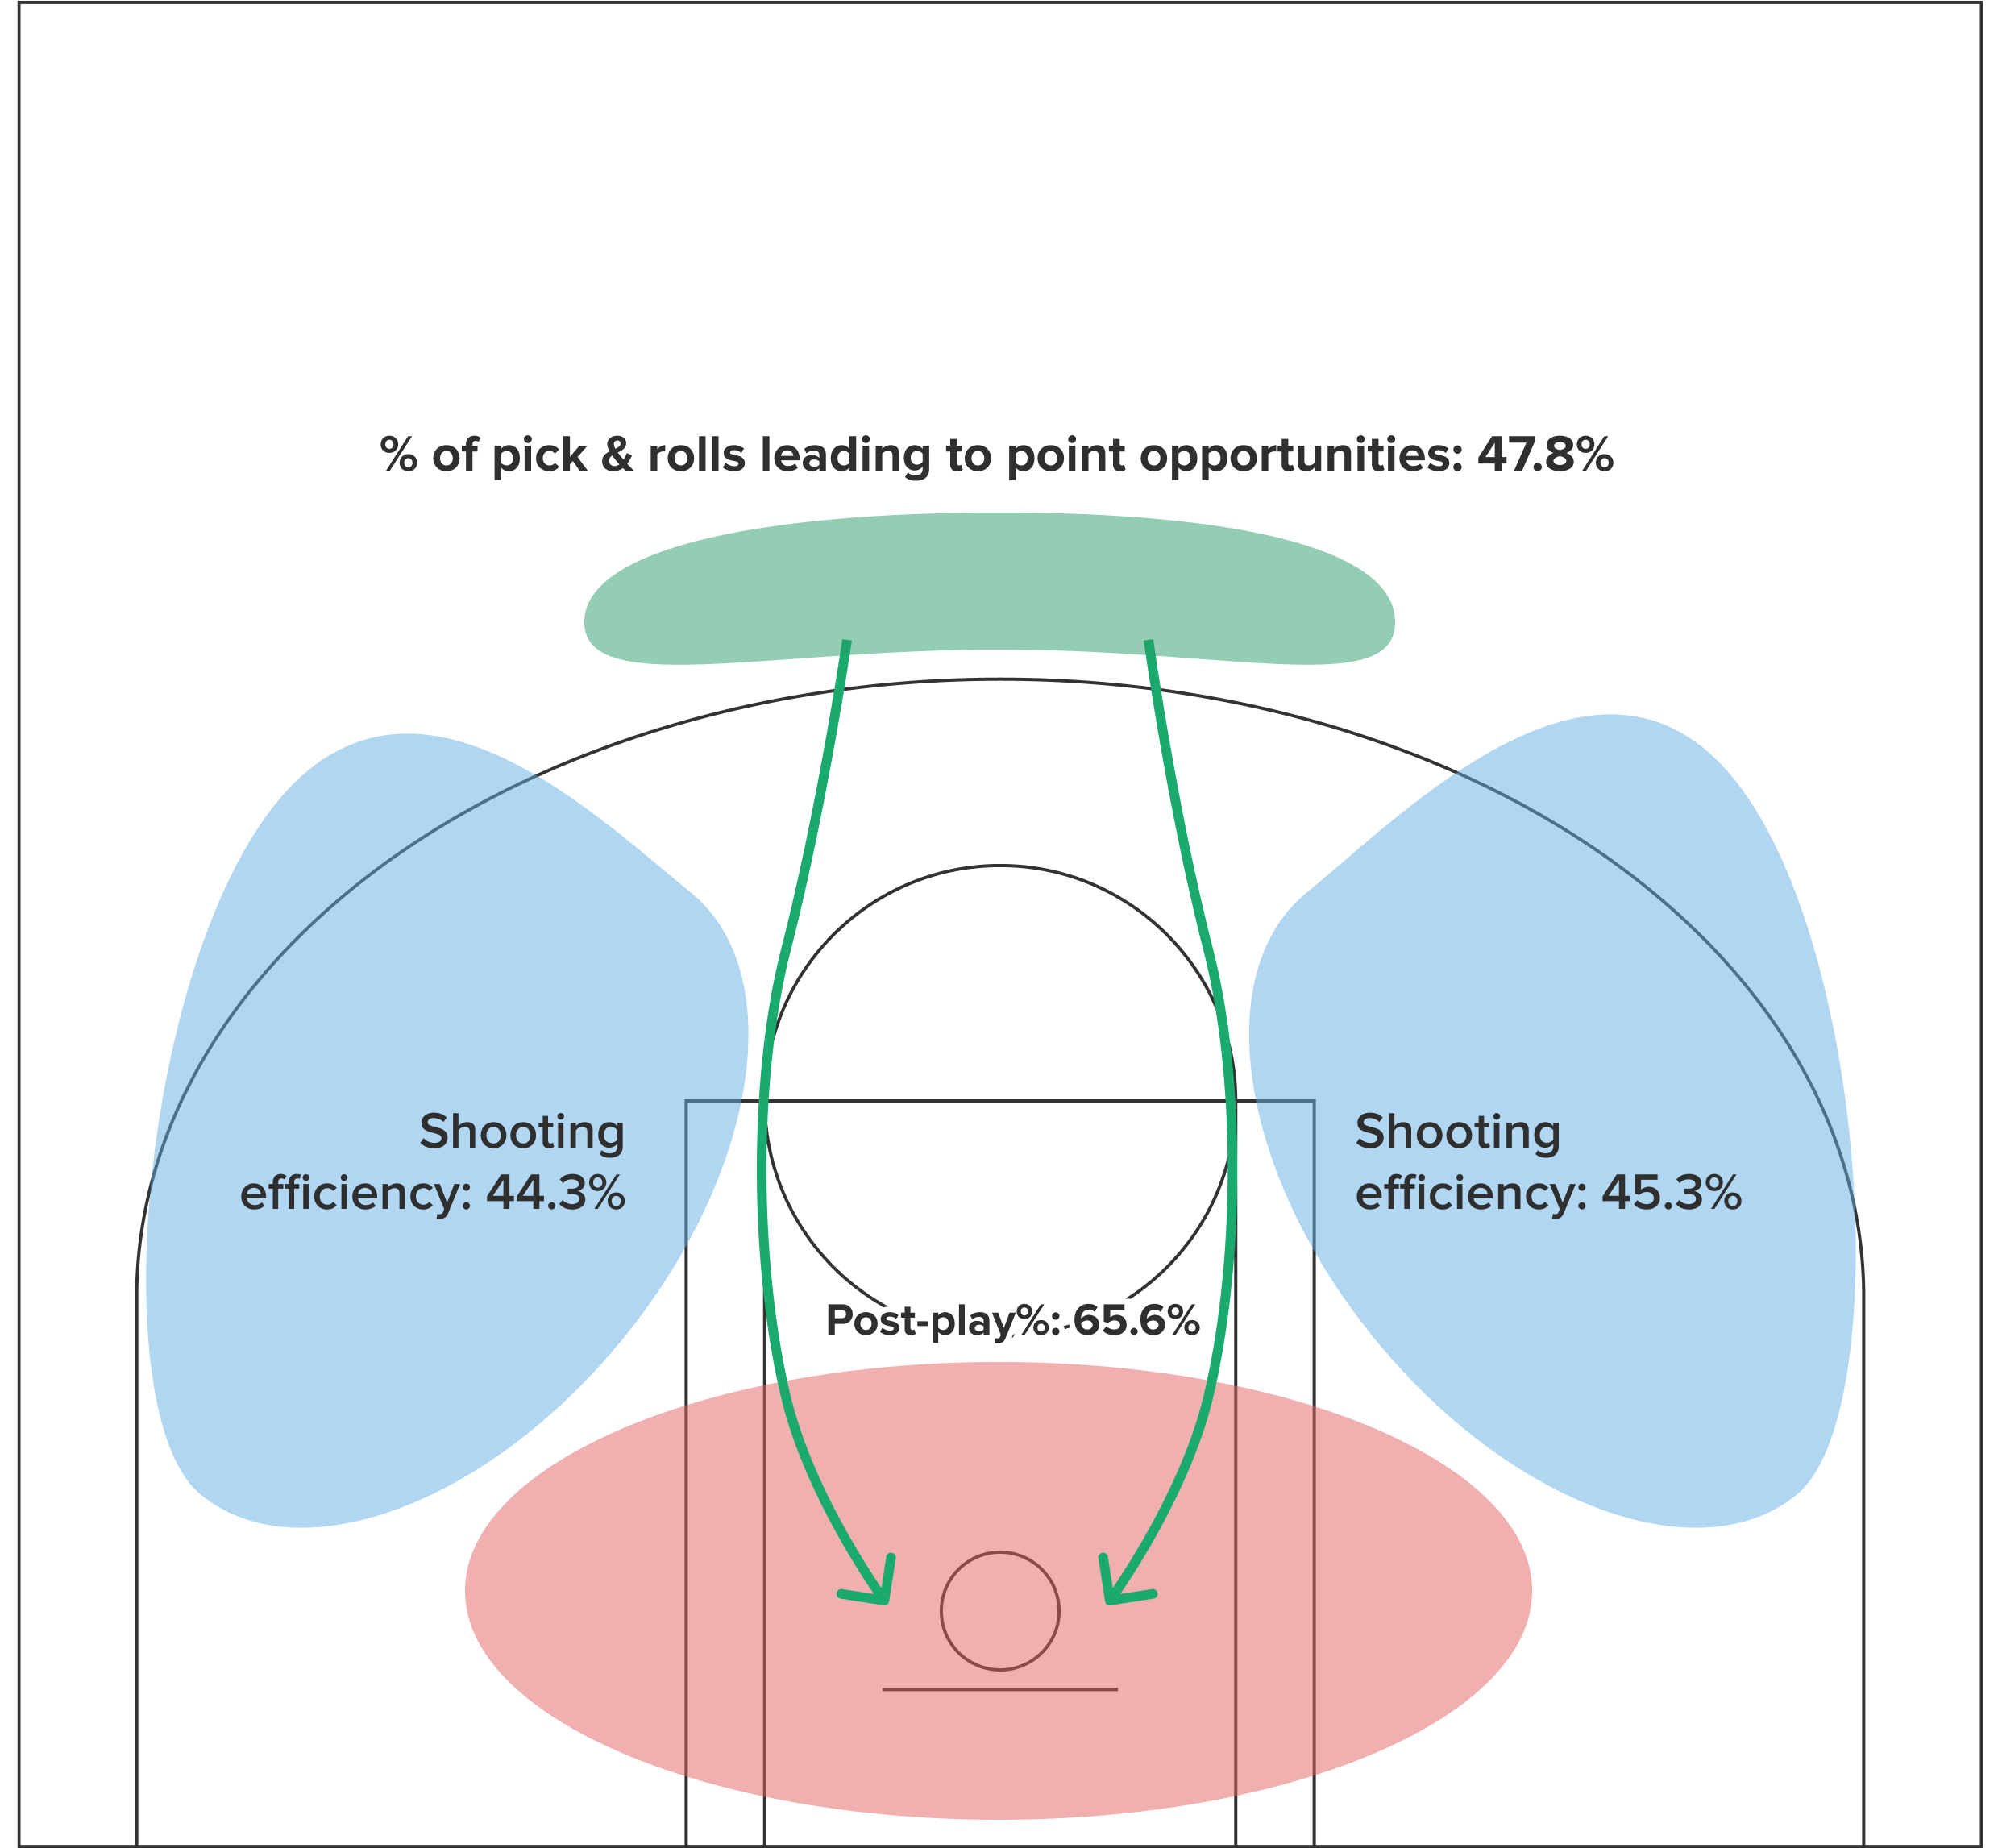 % of pick & rolls leading to point opportunities: 47.8%
Shooting
efficiency: 44.3%
Shooting
efficiency: 45.3%
Post-play%: 65.6%